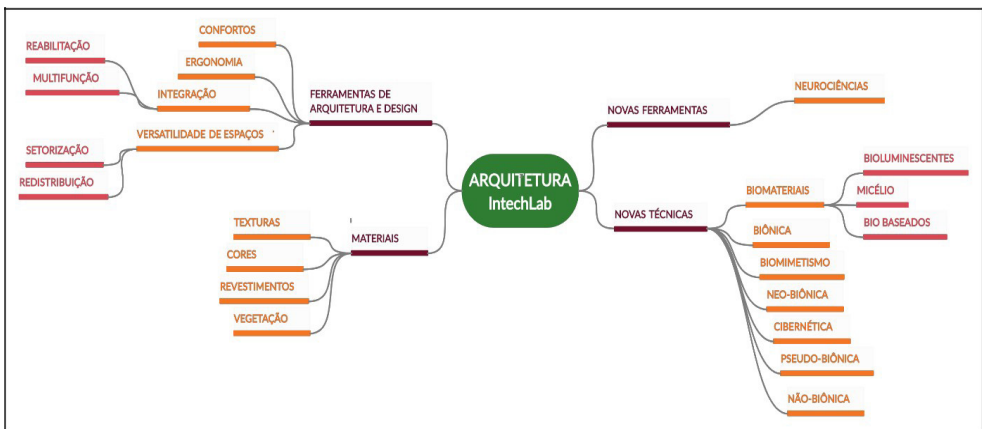 CONFORTOS
REABILITAÇÃO
ERGONOMIA
MULTIFUNÇÃO
INTEGRAÇÃO
FERRAMENTAS DE
ARQUITETURA E DESIGN
VERSATILIDADE DE ESPAÇOS
SETORIZAÇÃO
REDISTRIBUIÇÃO
TEXTURAS
MATERIAIS
CORES
REVESTIMENTOS
VEGETAÇÃO
ARQUITETURA
IntechLab
NOVAS FERRAMENTAS
NEUROCIÊNCIAS
NOVAS TÉCNICAS
BIOMATERIAIS
BIOLUMINESCENTES
MICÉLIO
BIO BASEADOS
BIÔNICA
BIOMIMETISMO
NEO-BIÔNICA
CIBERNÉTICA
PSEUDO-BIÔNICA
NÃO-BIÔNICA